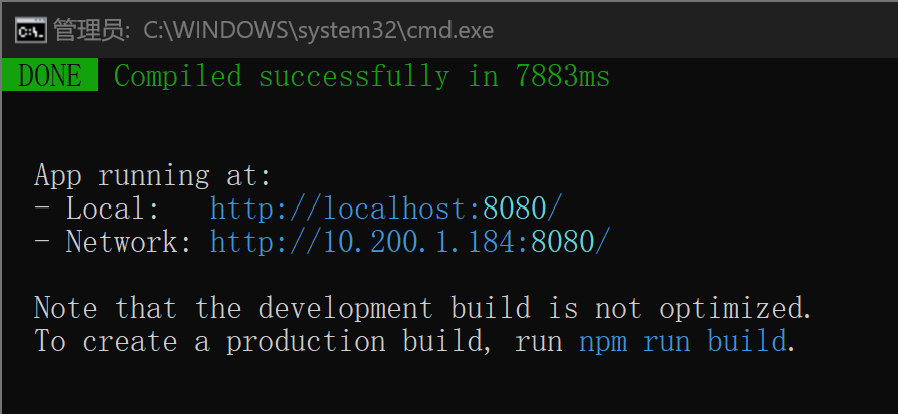 管理员: C:\WINDOWS\system32\cmd.exe
DONE Compiled successfully in 7883ms
App running at:
- Local: http://localhost:8080/
- Network: http://10.200.1.184:8080/
Note that the development build is not optimized.
To create a production build, run npm run build.